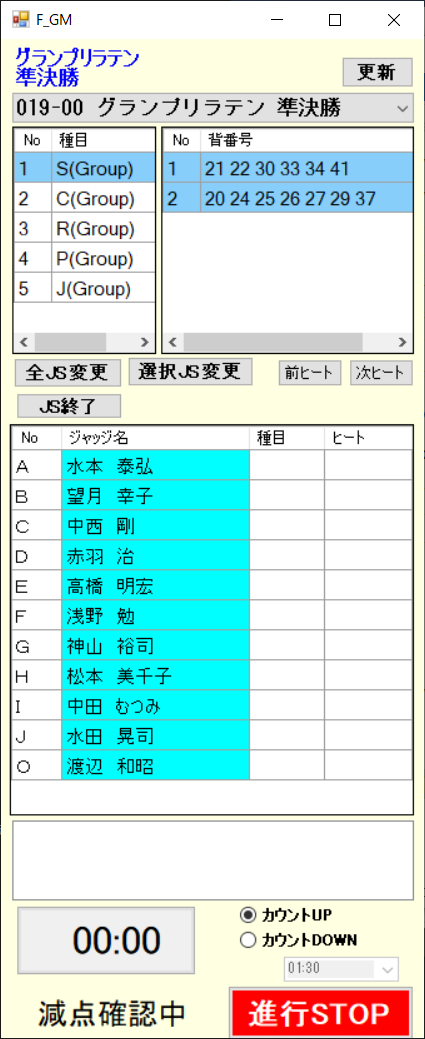 F_GM
グランプリラテン
準決勝
更新
019-00 グランプリラテン 準決勝
No 種目
1 S(Group)
2 C(Group)
3 R(Group)
4 P(Group)
5 J(Group)
No 背番号
1 21 22 30 33 34 41
2 20 24 25 26 27 29 37
全JS変更 選択JS変更 前ヒート 次ヒート
JS終了
No ジャッジ名 種目 ヒート
A 水本 泰弘
B 望月 幸子
C 中西 剛
D 赤羽 治
E 高橋 明宏
F 浅野 勉
G 神山 裕司
H 松本 美千子
I 中田 むつみ
J 水田 晃司
O 渡辺 和昭
00:00
カウントUP
カウントDOWN
01:30
減点確認中 進行STOP